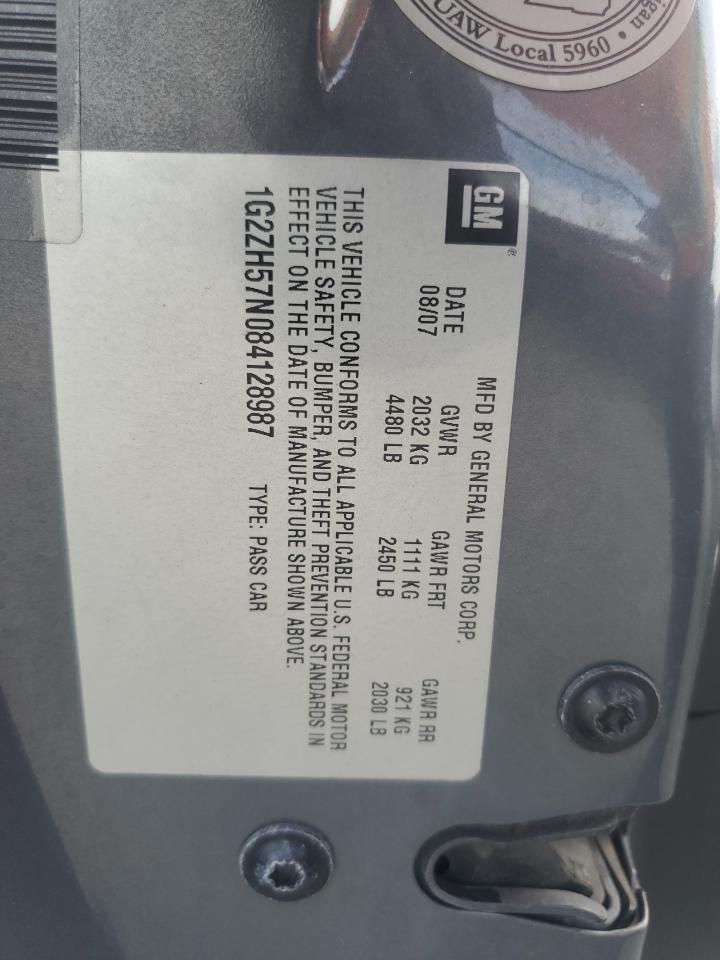 igan
UAW Local 5960 •
GM®
MFD BY GENERAL MOTORS CORP.
DATE GVWR GAWR FRT GAWR RR
08/07 2032 KG 1111 KG 921 KG
4480 LB 2450 LB 2030 LB
THIS VEHICLE CONFORMS TO ALL APPLICABLE U.S. FEDERAL MOTOR
VEHICLE SAFETY, BUMPER, AND THEFT PREVENTION STANDARDS IN
EFFECT ON THE DATE OF MANUFACTURE SHOWN ABOVE.
1G2ZH57N084128987 TYPE: PASS CAR